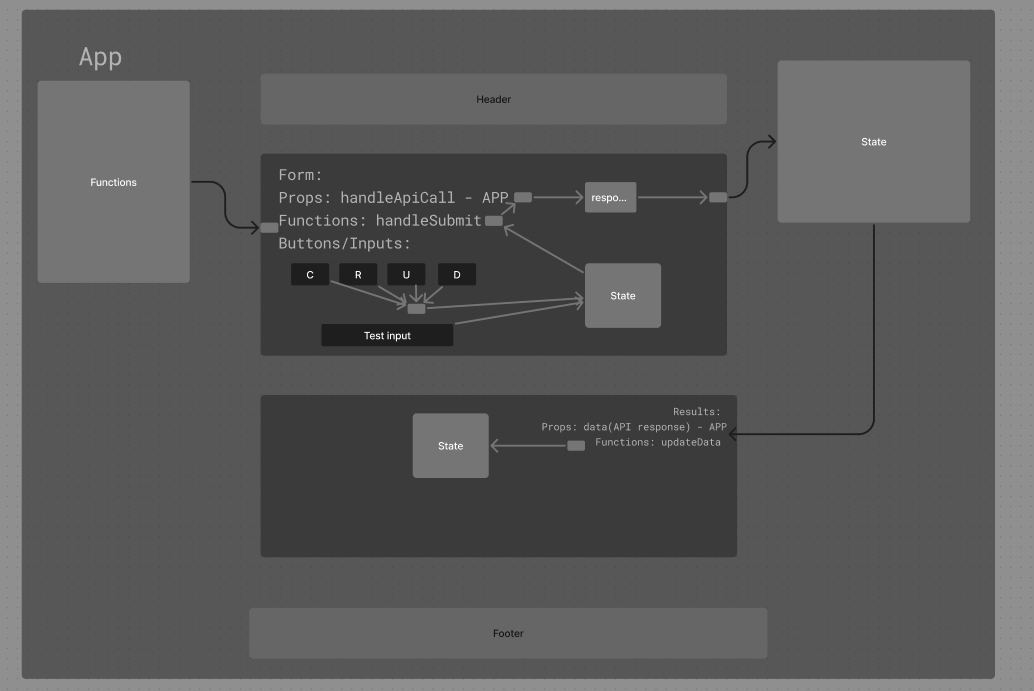 App
Functions
Header
State
Form:
Props: handleApiCall - APP
respo...
Functions: handleSubmit
Buttons/Inputs:
C
R
U
D
State
Test input
State
Results:
Props: data(API response) - APP
Functions: updateData
Footer